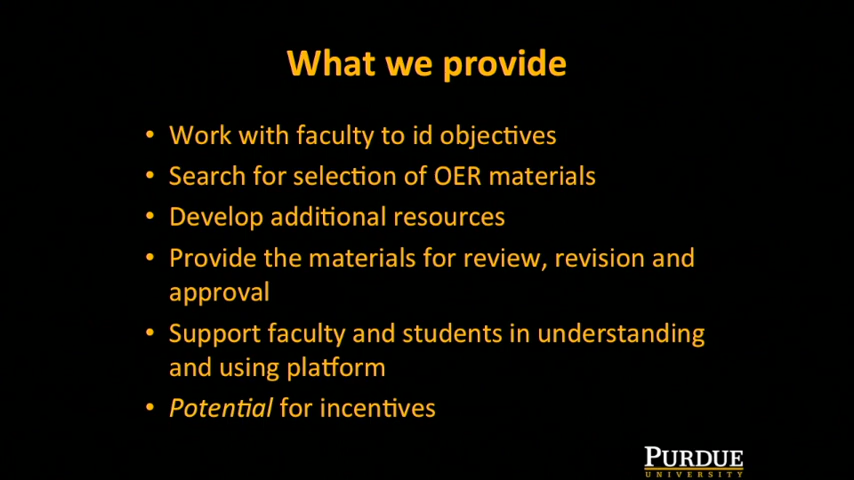 What we provide
• Work with faculty to id objectives
• Search for selection of OER materials
• Develop additional resources
• Provide the materials for review, revision and
approval
• Support faculty and students in understanding
and using platform
• Potential for incentives
PURDUE
UNIVERSITY